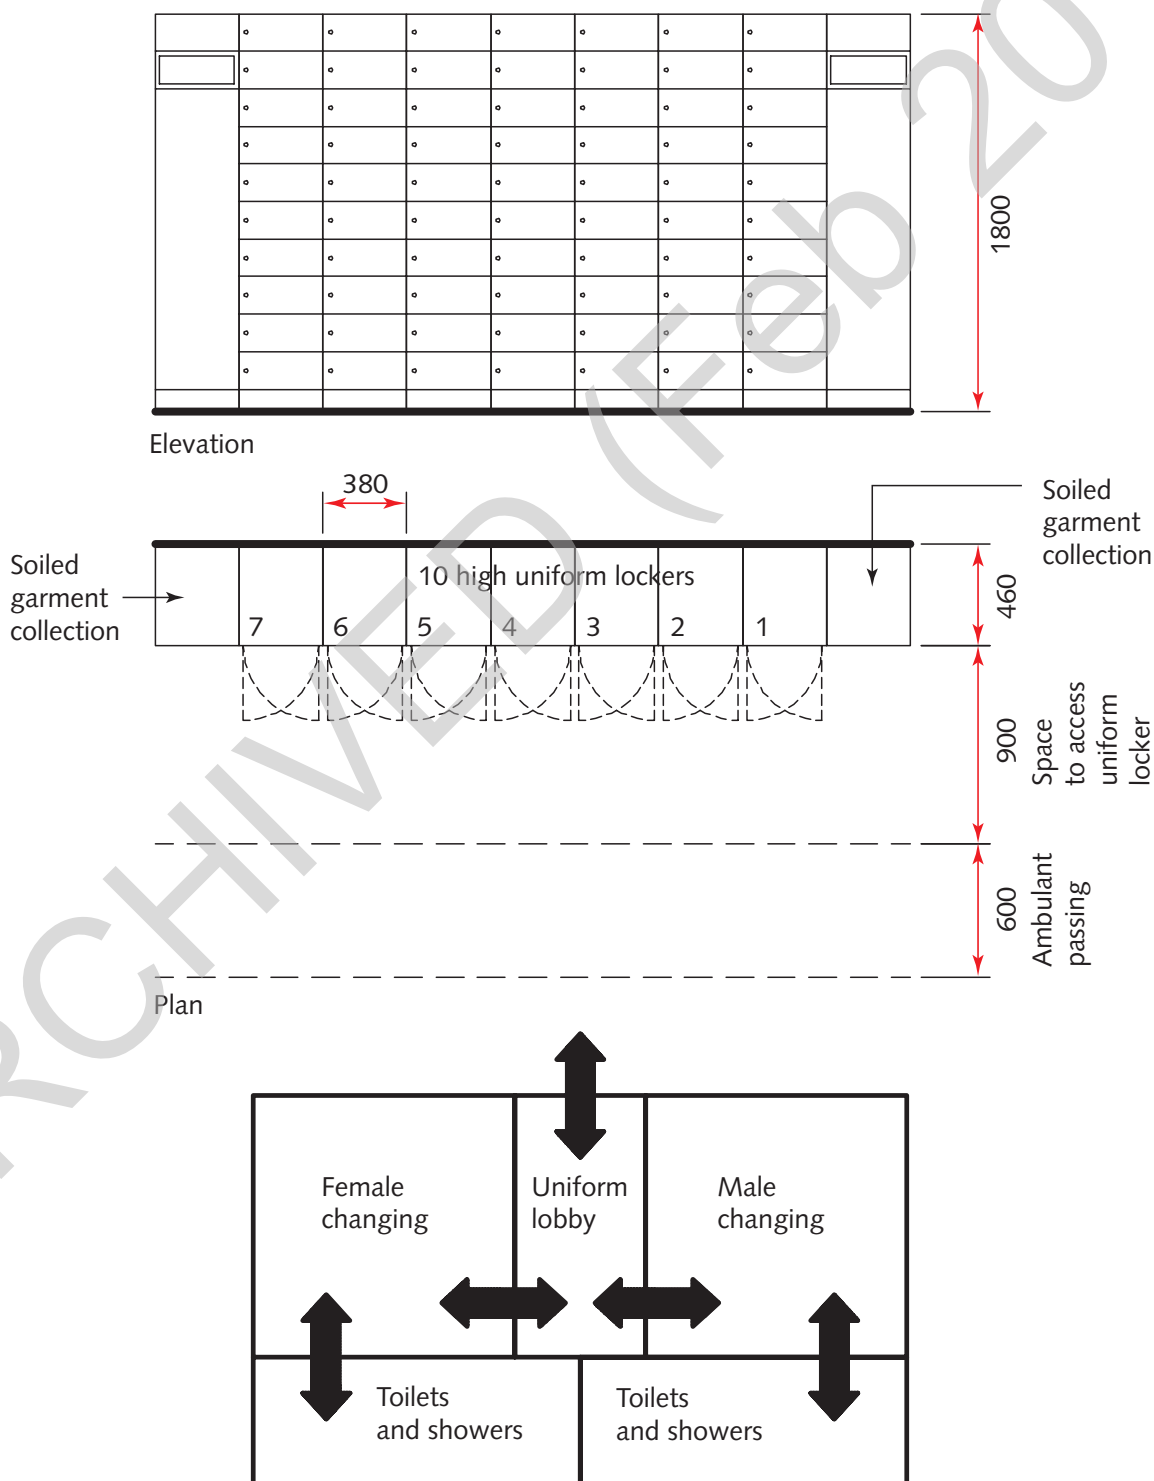 1800
Elevation
380
Soiled
garment
collection
Soiled
garment
collection
10 high uniform lockers
460
7 6 5 4 3 2 1
900
Space
to access
uniform
locker
600
Ambulant
passing
Plan
Female
changing
Uniform
lobby
Male
changing
Toilets
and showers
Toilets
and showers
RCHIVED (Feb 20